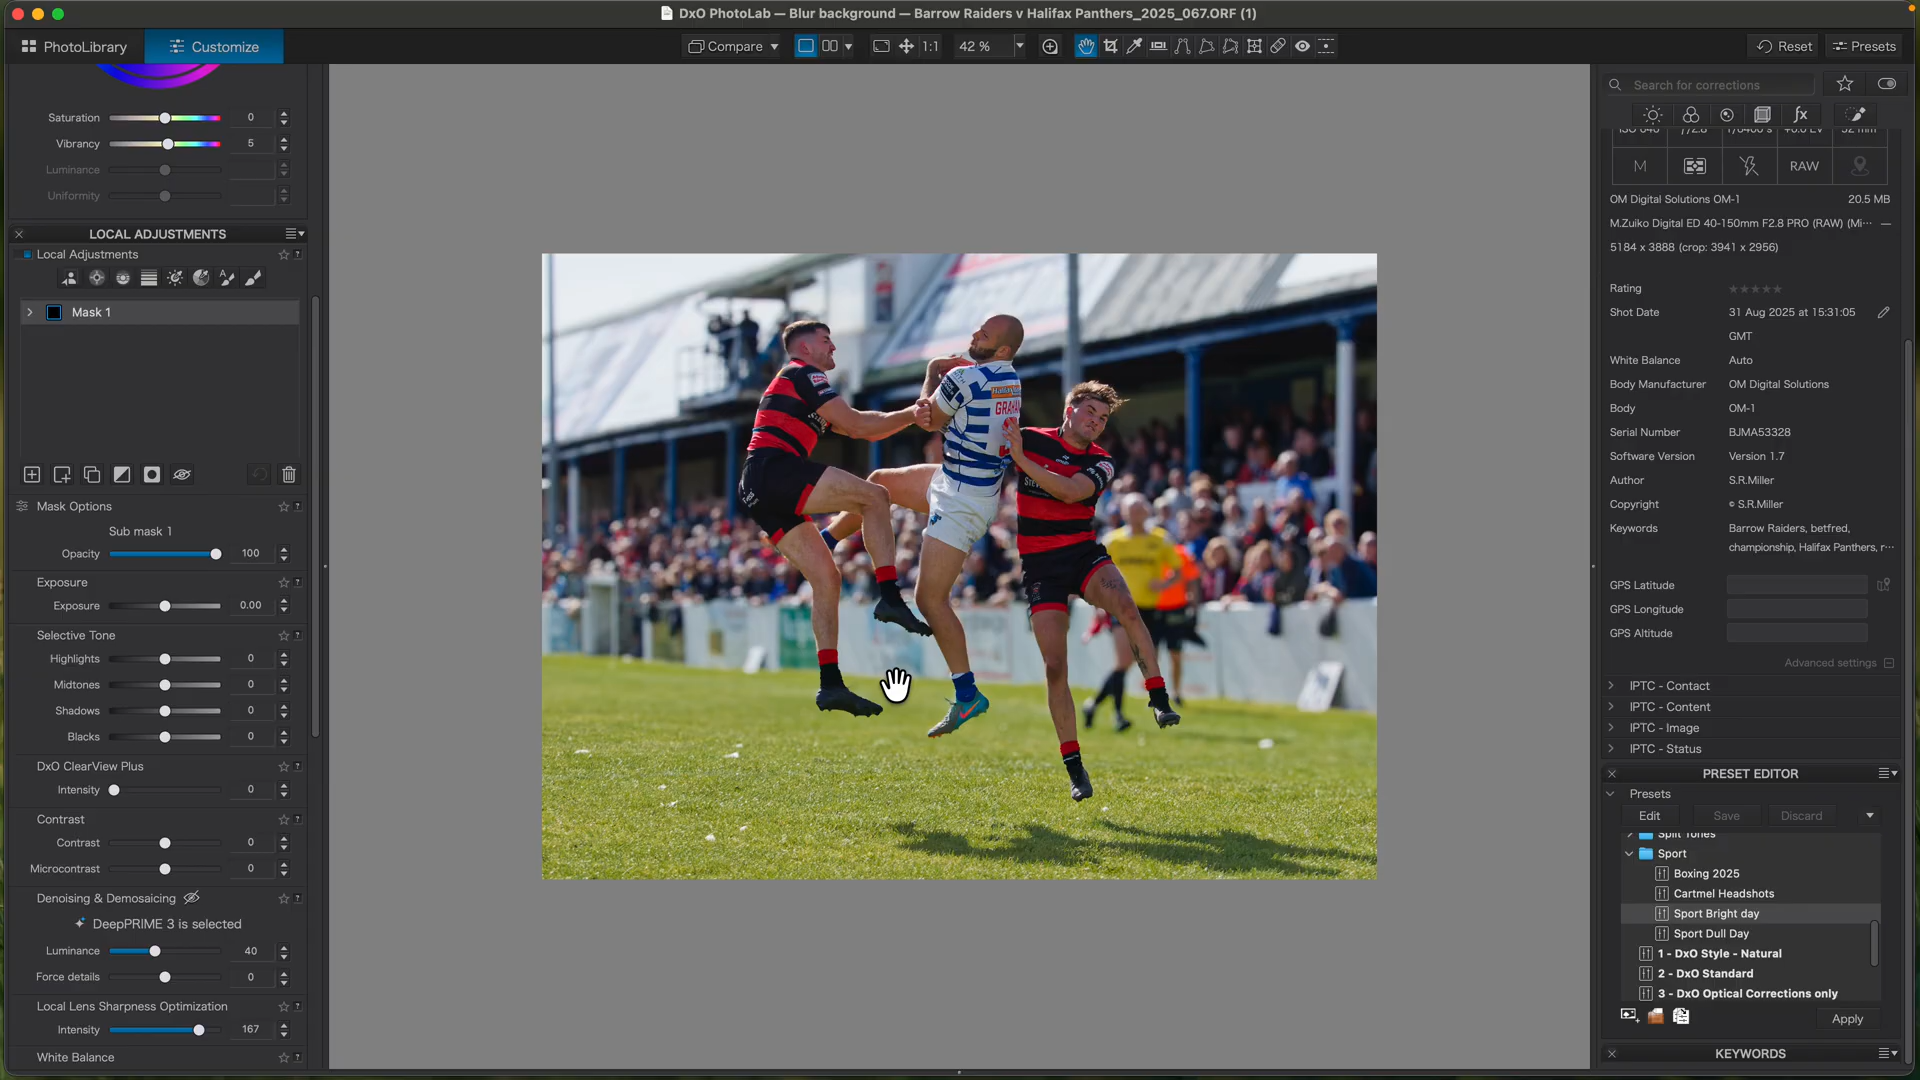 DxO PhotoLab — Blur background — Barrow Raiders v Halifax Panthers_2025_067.ORF (1)
PhotoLibrary
Customize
Compare
1:1
42 %
Reset
Presets
Saturation 0
Vibrancy 5
Luminance
Uniformity
LOCAL ADJUSTMENTS
Local Adjustments
Mask 1
Mask Options
Sub mask 1
Opacity 100
Exposure
Exposure 0.00
Selective Tone
Highlights 0
Midtones 0
Shadows 0
Blacks 0
DxO ClearView Plus
Intensity 0
Contrast
Contrast 0
Microcontrast 0
Denoising & Demosaicing
DeepPRIME 3 is selected
Luminance 40
Force details 0
Local Lens Sharpness Optimization
Intensity 167
White Balance
GRAHAM
Search for corrections
fx
M
RAW
OM Digital Solutions OM-1 20.5 MB
M.Zuiko Digital ED 40-150mm F2.8 PRO (RAW) (Mi···
5184 x 3888 (crop: 3941 x 2956)
Rating
Shot Date 31 Aug 2025 at 15:31:05
GMT
White Balance Auto
Body Manufacturer OM Digital Solutions
Body OM-1
Serial Number BJMA53328
Software Version Version 1.7
Author S.R.Miller
Copyright © S.R.Miller
Keywords Barrow Raiders, betfred,
championship, Halifax Panthers, r···
GPS Latitude
GPS Longitude
GPS Altitude
Advanced settings
IPTC - Contact
IPTC - Content
IPTC - Image
IPTC - Status
PRESET EDITOR
Presets
Edit Save Discard
Split Tones
Sport
Boxing 2025
Cartmel Headshots
Sport Bright day
Sport Dull Day
1 - DxO Style - Natural
2 - DxO Standard
3 - DxO Optical Corrections only
Apply
KEYWORDS